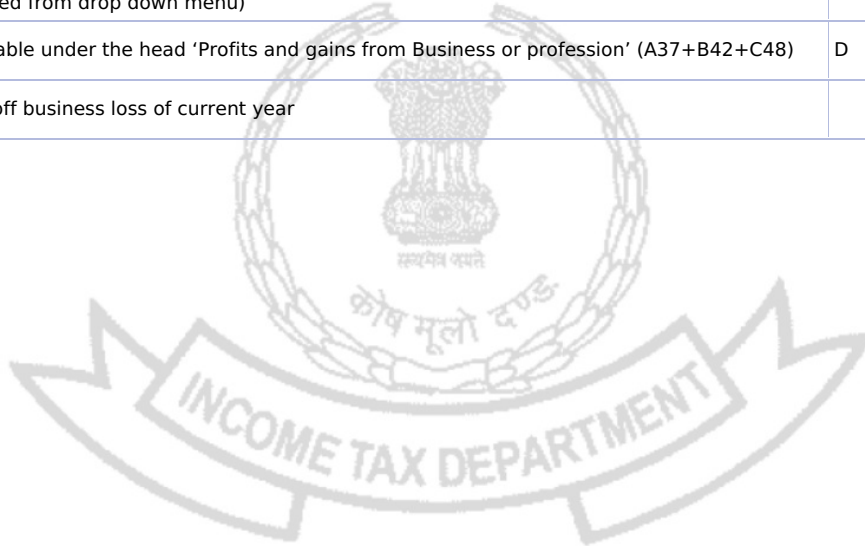 ed from drop down menu)
able under the head ‘Profits and gains from Business or profession’ (A37+B42+C48) D
off business loss of current year
सत्यमेव जयते
कोष मूलो दण्ड
INCOME TAX DEPARTMENT